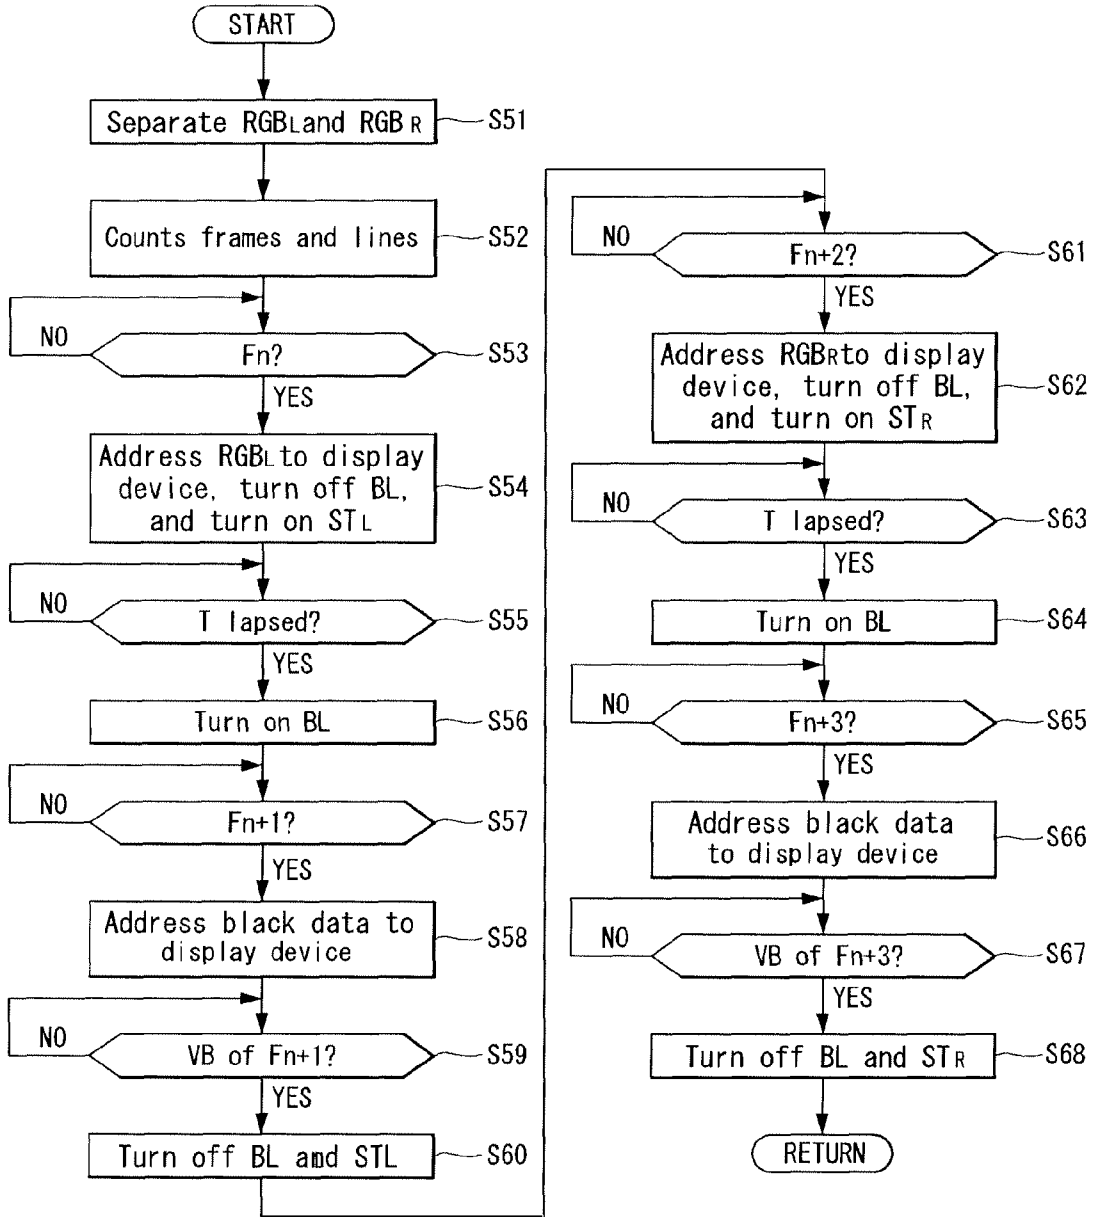 START
Separate RGBL and RGBR
S51
Counts frames and lines
S52
NO
Fn?
S53
YES
Address RGBL to display
device, turn off BL,
and turn on STL
S54
NO
T lapsed?
S55
YES
Turn on BL
S56
NO
Fn+1?
S57
YES
Address black data to
display device
S58
NO
VB of Fn+1?
S59
YES
Turn off BL and STL
S60
NO
Fn+2?
S61
YES
Address RGBR to display
device, turn off BL,
and turn on STR
S62
NO
T lapsed?
S63
YES
Turn on BL
S64
NO
Fn+3?
S65
YES
Address black data
to display device
S66
NO
VB of Fn+3?
S67
YES
Turn off BL and STR
S68
RETURN